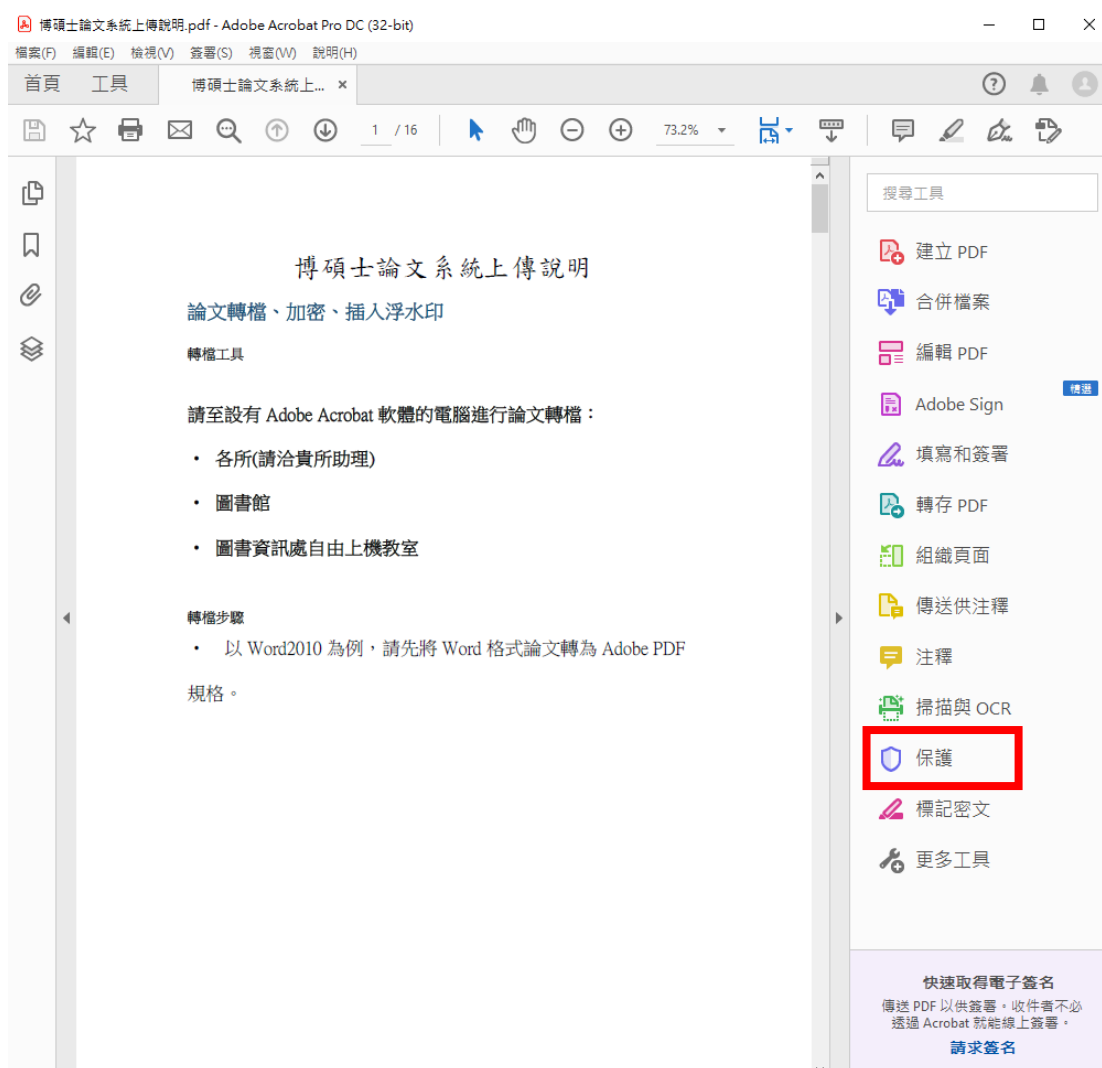 博碩士論文系統上傳說明.pdf - Adobe Acrobat Pro DC (32-bit)
檔案(F) 編輯(E) 檢視(V) 簽署(S) 視窗(W) 說明(H)
首頁 工具 博碩士論文系統上... ×
1 / 16 73.2%
搜尋工具
建立 PDF
合併檔案
編輯 PDF
精選
Adobe Sign
填寫和簽署
轉存 PDF
組織頁面
傳送供注釋
注釋
掃描與 OCR
保護
標記密文
更多工具
快速取得電子簽名
傳送 PDF 以供簽署。收件者不必
透過 Acrobat 就能線上簽署。
請求簽名
博碩士論文系統上傳說明
論文轉檔、加密、插入浮水印
轉檔工具
請至設有 Adobe Acrobat 軟體的電腦進行論文轉檔：
• 各所(請洽貴所助理)
• 圖書館
• 圖書資訊處自由上機教室
轉檔步驟
• 以 Word2010 為例，請先將 Word 格式論文轉為 Adobe PDF
規格。